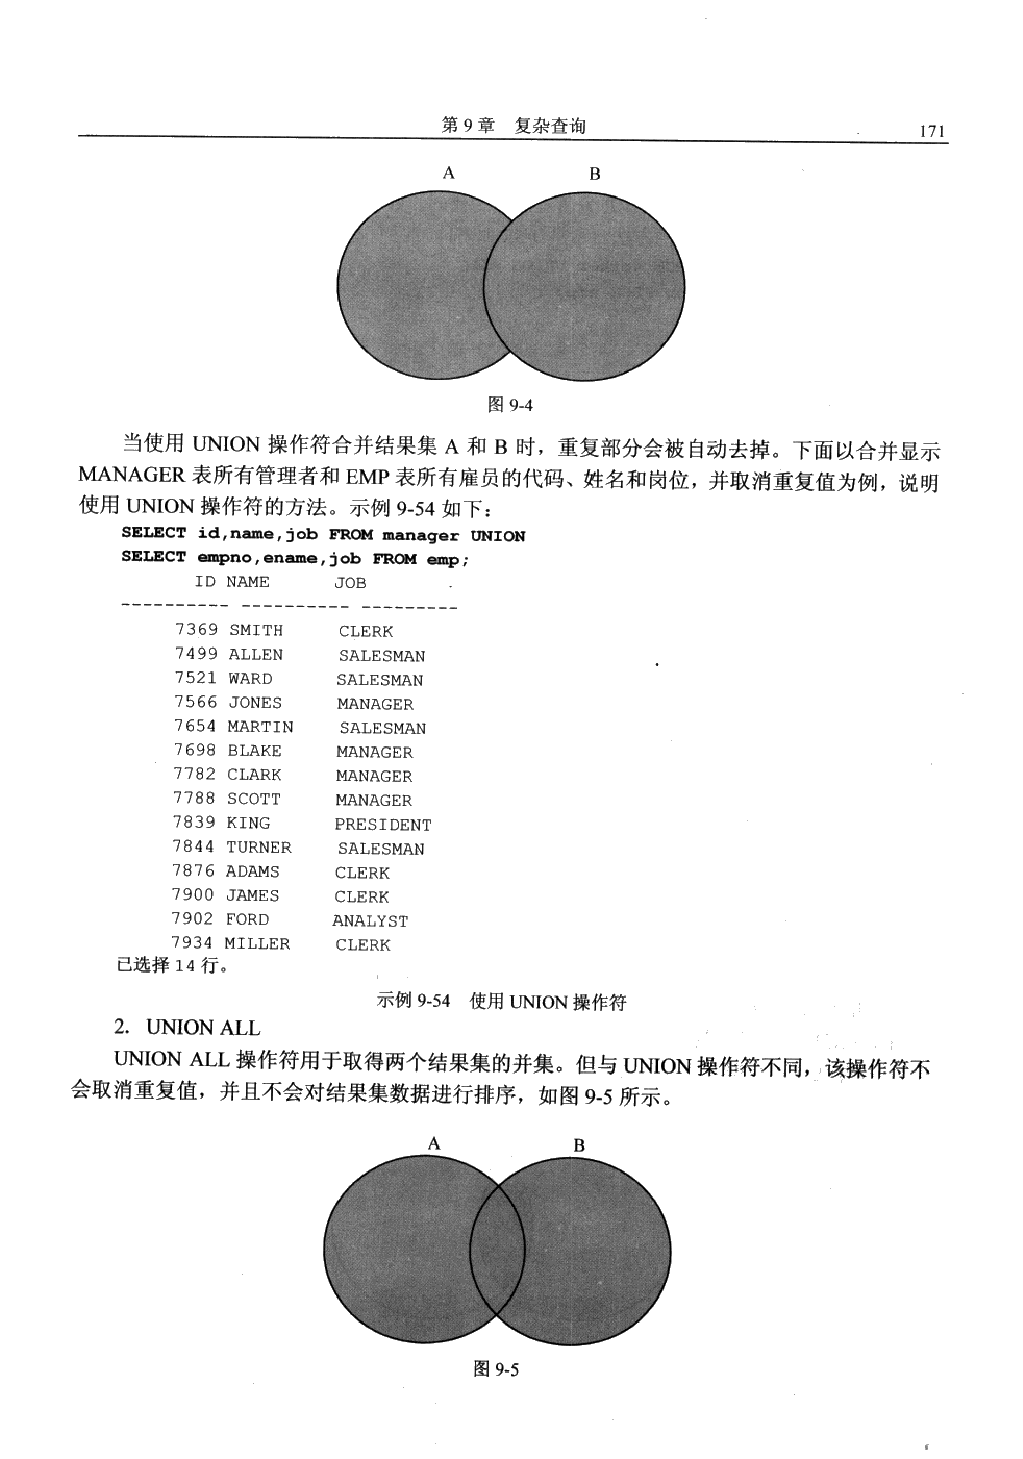 第 9 章 复杂查询 171
A B
图 9-4
当使用 UNION 操作符合并结果集 A 和 B 时，重复部分会被自动去掉。下面以合并显示
MANAGER 表所有管理者和 EMP 表所有雇员的代码、姓名和岗位，并取消重复值为例，说明
使用 UNION 操作符的方法。示例 9-54 如下：
SELECT id,name,job FROM manager UNION
SELECT empno,ename,job FROM emp;
ID NAME JOB
---------- ---------- ---------
7369 SMITH CLERK
7499 ALLEN SALESMAN
7521 WARD SALESMAN
7566 JONES MANAGER
7654 MARTIN SALESMAN
7698 BLAKE MANAGER
7782 CLARK MANAGER
7788 SCOTT MANAGER
7839 KING PRESIDENT
7844 TURNER SALESMAN
7876 ADAMS CLERK
7900 JAMES CLERK
7902 FORD ANALYST
7934 MILLER CLERK
已选择 14 行。
示例 9-54 使用 UNION 操作符
2. UNION ALL
UNION ALL 操作符用于取得两个结果集的并集。但与 UNION 操作符不同，该操作符不
会取消重复值，并且不会对结果集数据进行排序，如图 9-5 所示。
A B
图 9-5